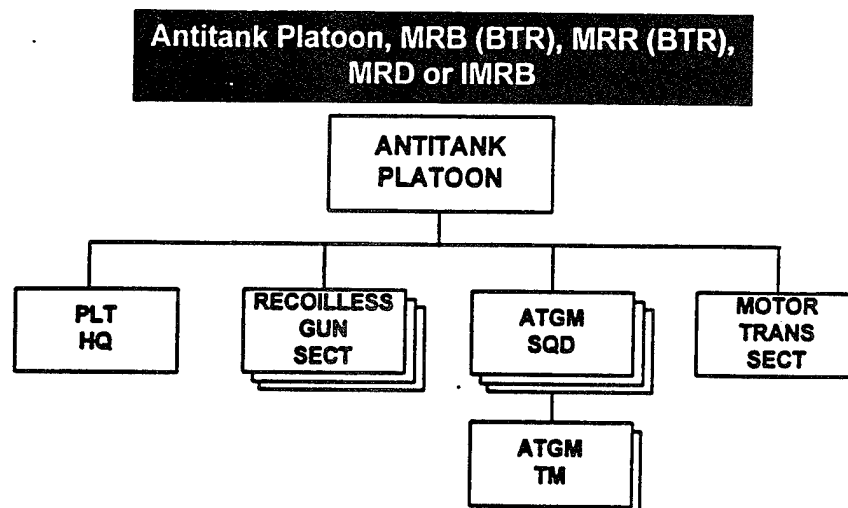 Antitank Platoon, MRB (BTR), MRR (BTR),
MRD or IMRB
ANTITANK
PLATOON
PLT
HQ
RECOILLESS
GUN
SECT
ATGM
SQD
MOTOR
TRANS
SECT
ATGM
TM